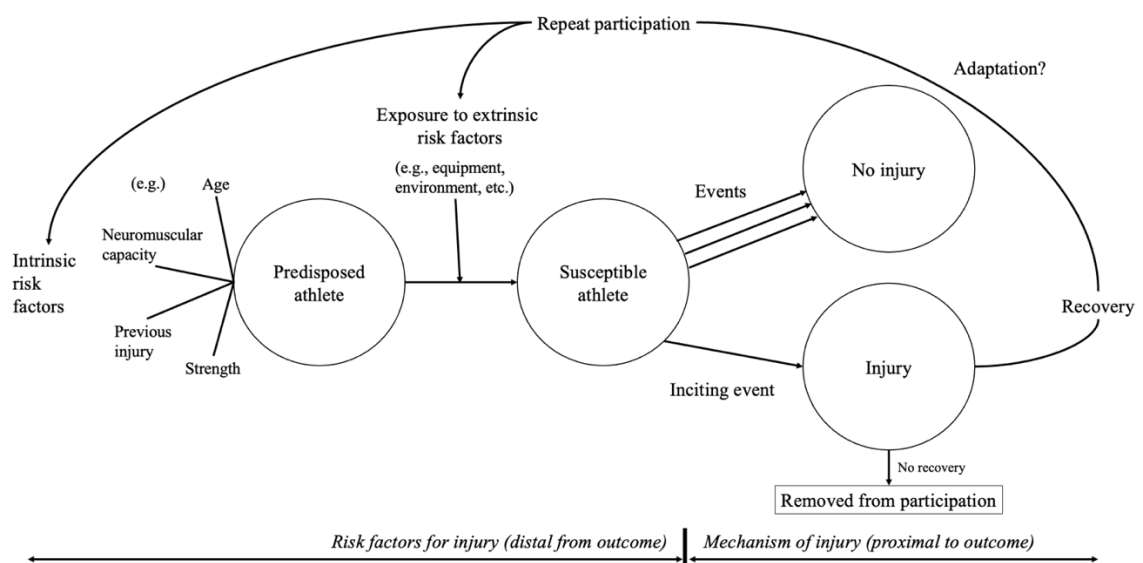 Repeat participation
Adaptation?
Exposure to extrinsic
risk factors
(e.g., equipment,
environment, etc.)
(e.g.)
Age
Neuromuscular
capacity
Previous
injury
Strength
Intrinsic
risk
factors
Predisposed
athlete
Susceptible
athlete
Events
No injury
Inciting event
Injury
Recovery
No recovery
Removed from participation
Risk factors for injury (distal from outcome)
Mechanism of injury (proximal to outcome)